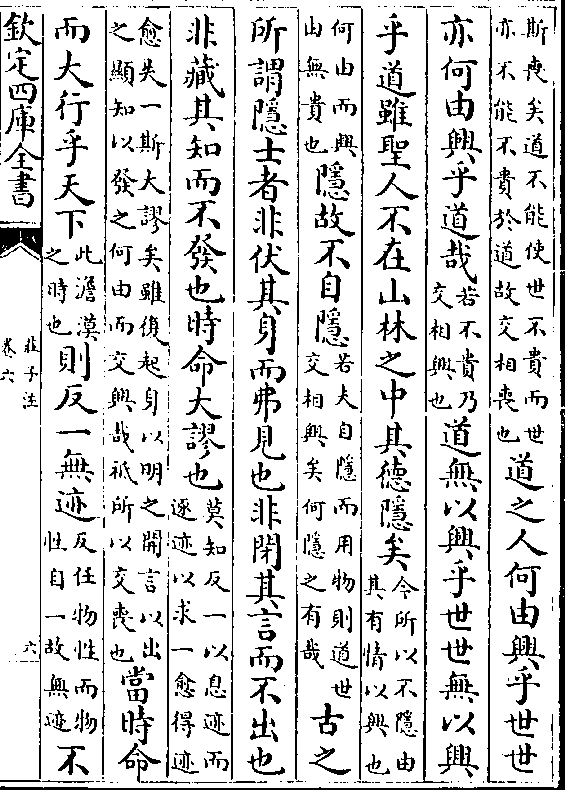 斯喪矣道不能使世不貴而世亦不能不貴於道故交相喪也道之人何由興乎世世
亦何由興乎道哉若不貴乃交相興也道無以興乎世世無以興
乎道雖聖人不在山林之中其德隱矣今所以不隱由其有情以興也
何由而興由無貴也隱故不自隱若夫自隱而用物則道世交相興矣何隱之有哉古之
所謂隱士者非伏其身而弗見也非閉其言而不出也
非藏其知而不發也時命大謬也莫知反一以息迹而逐迹以求一愈得迹
愈失一斯大謬矣雖復起身以明之開言以出之顯知以發之何由而交興哉祗所以交喪也當時命
而大行乎天下此澹漠之時也則反一無迹反任物性而物性自一故無迹不
欽定四庫全書
莊子注
卷六
六